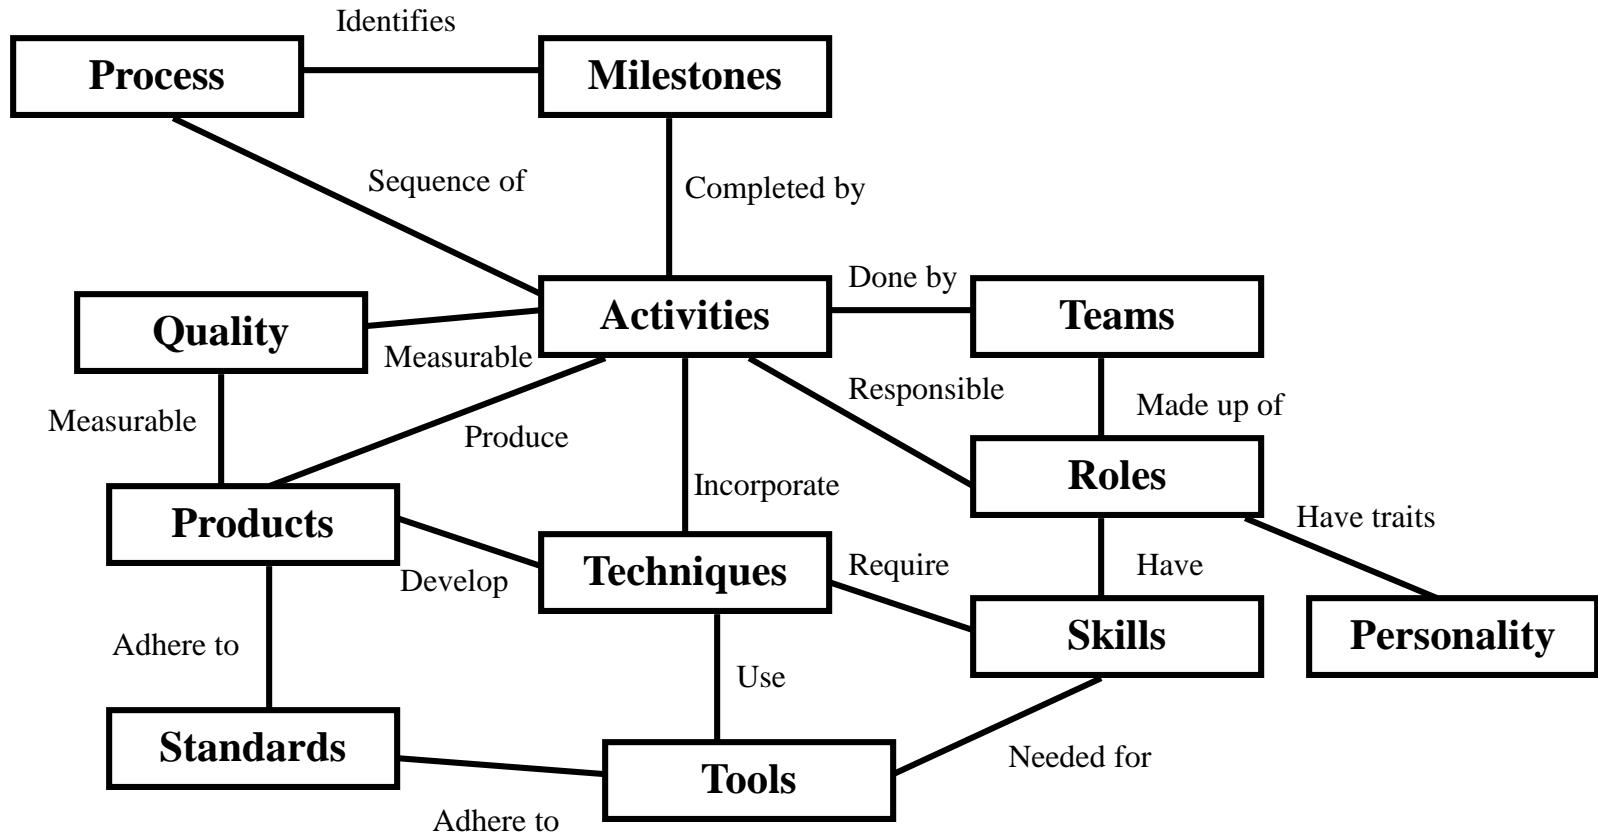 Identifies
Process
Milestones
Sequence of
Completed by
Done by
Quality
Activities
Teams
Measurable
Responsible
Made up of
Measurable
Produce
Roles
Incorporate
Products
Have traits
Develop
Techniques
Require
Have
Adhere to
Skills
Personality
Use
Standards
Tools
Needed for
Adhere to